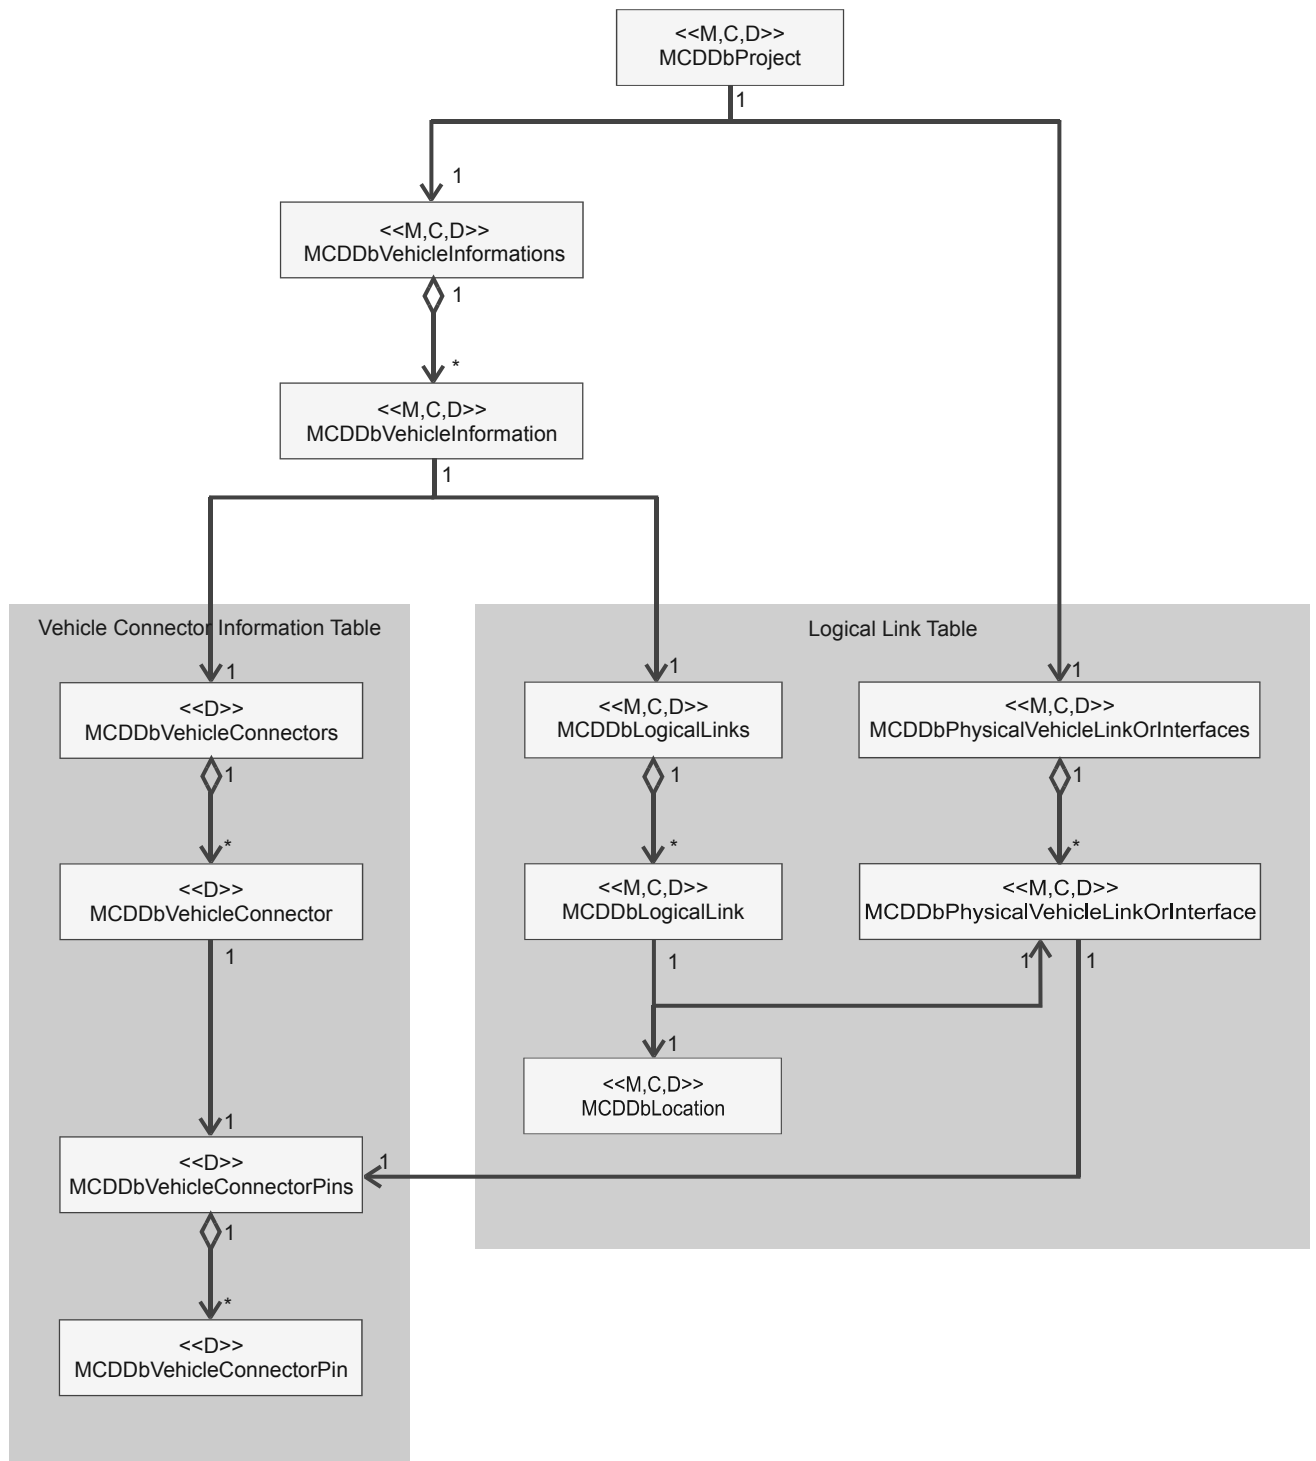 <<M,C,D>>
MCDDbProject
1
1
<<M,C,D>>
MCDDbVehicleInformations
1
*
<<M,C,D>>
MCDDbVehicleInformation
1
Vehicle Connector Information Table
1
<<D>>
MCDDbVehicleConnectors
1
*
<<D>>
MCDDbVehicleConnector
1
1
<<D>>
MCDDbVehicleConnectorPins
1
*
<<D>>
MCDDbVehicleConnectorPin
Logical Link Table
1
<<M,C,D>>
MCDDbLogicalLinks
1
*
<<M,C,D>>
MCDDbLogicalLink
1
1
<<M,C,D>>
MCDDbLocation
1
<<M,C,D>>
MCDDbPhysicalVehicleLinkOrInterfaces
1
*
<<M,C,D>>
MCDDbPhysicalVehicleLinkOrInterface
1
1
1